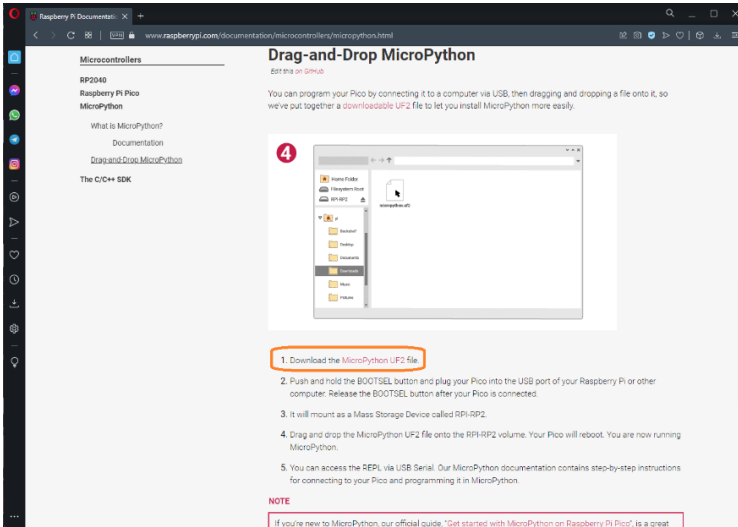 Raspberry Pi Documentatic
VPN
www.raspberrypi.com/documentation/microcontrollers/micropython.html
Microcontrollers
RP2040
Raspberry Pi Pico
MicroPython
What is MicroPython?
Documentation
Drag-and-Drop MicroPython
The C/C++ SDK
Drag-and-Drop MicroPython
Edit this on GitHub
You can program your Pico by connecting it to a computer via USB, then dragging and dropping a file onto it, so
we've put together a downloadable UF2 file to let you install MicroPython more easily.
4
Home Folder
Filesystem Root
RPI-RP2
pi
Bookshelf
Desktop
Documents
Downloads
Music
Pictures
micropython.uf2
1. Download the MicroPython UF2 file.
2. Push and hold the BOOTSEL button and plug your Pico into the USB port of your Raspberry Pi or other
computer. Release the BOOTSEL button after your Pico is connected.
3. It will mount as a Mass Storage Device called RPI-RP2.
4. Drag and drop the MicroPython UF2 file onto the RPI-RP2 volume. Your Pico will reboot. You are now running
MicroPython.
5. You can access the REPL via USB Serial. Our MicroPython documentation contains step-by-step instructions
for connecting to your Pico and programming it in MicroPython.
NOTE
If you're new to MicroPython, our official guide, "Get started with MicroPython on Raspberry Pi Pico", is a great